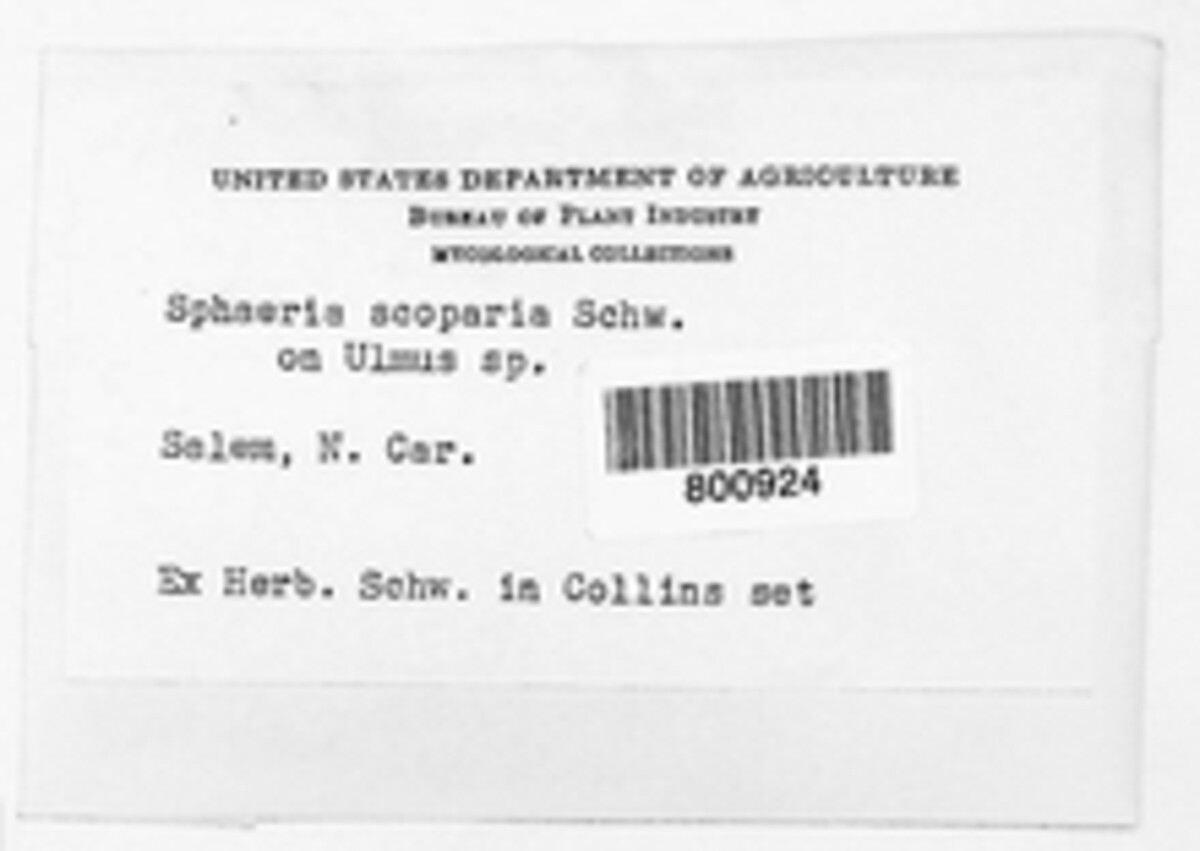 UNITED STATES DEPARTMENT OF AGRICULTURE
BUREAU OF PLANT INDUSTRY
MYCOLOGICAL COLLECTIONS
Sphaeria scoparia Schw.
on Ulmus sp.
Salem, N. Car.
800924
Ex Herb. Schw. in Collins set